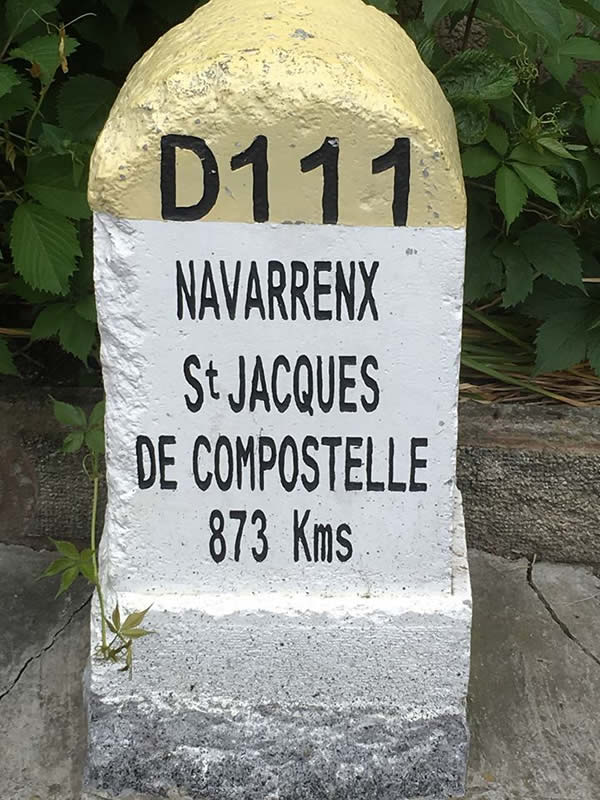 D111
NAVARRENX
St JACQUES
DE COMPOSTELLE
873 Kms